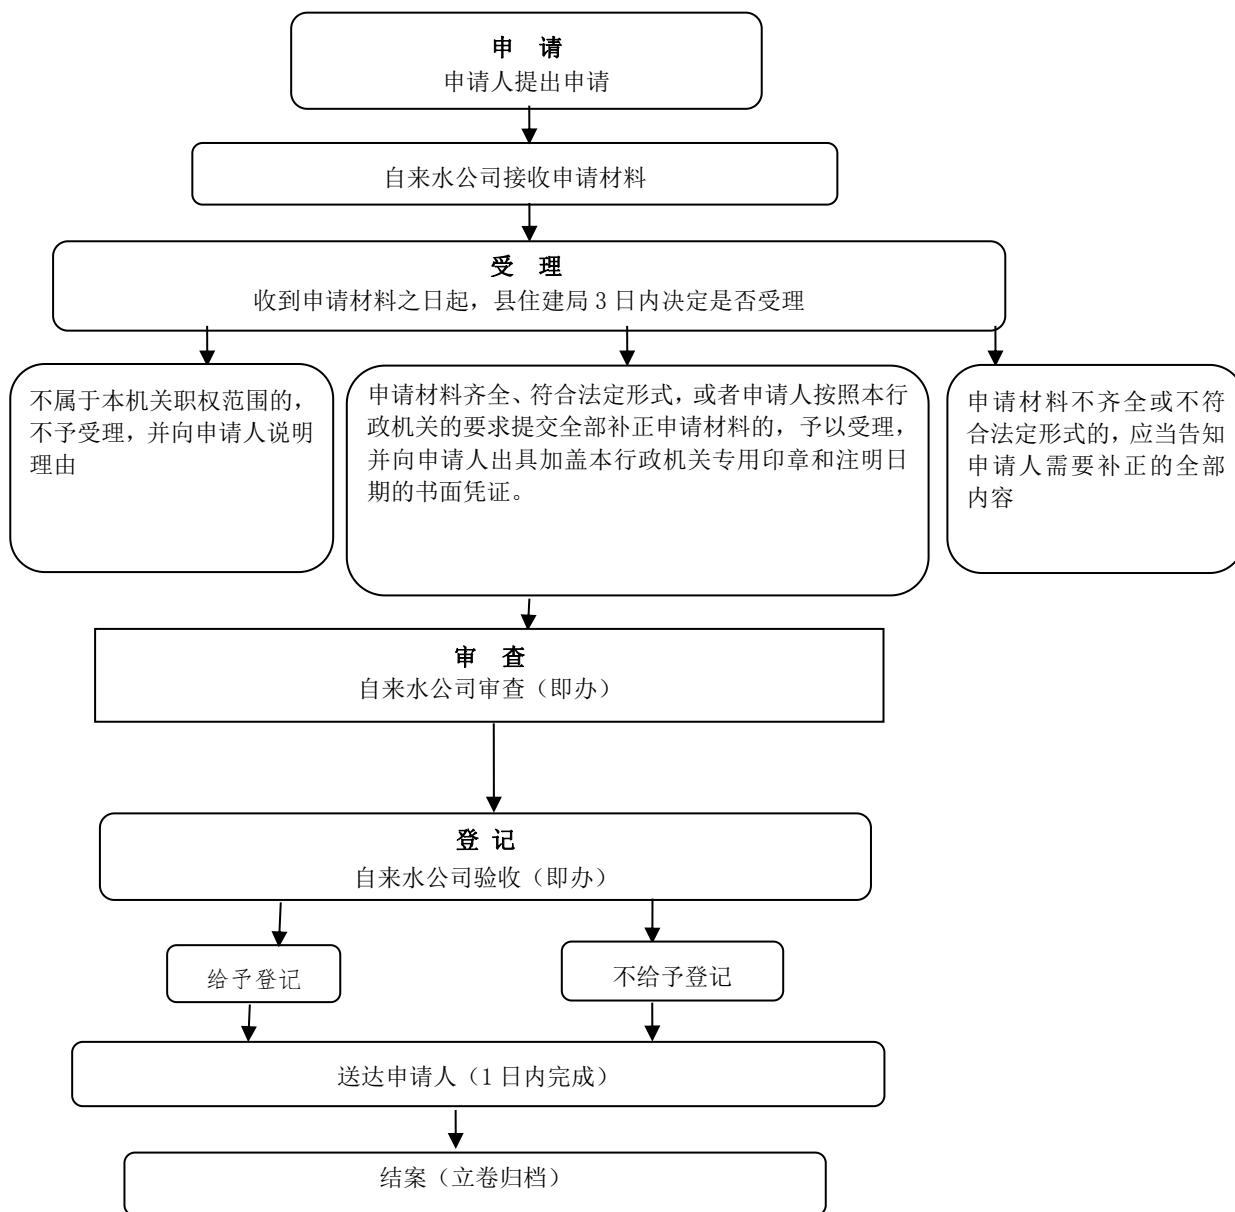 申 请
申请人提出申请
自来水公司接收申请材料
受 理
收到申请材料之日起，县住建局 3 日内决定是否受理
不属于本机关职权范围的，
不予受理，并向申请人说明
理由
申请材料齐全、符合法定形式，或者申请人按照本行
政机关的要求提交全部补正申请材料的，予以受理，
并向申请人出具加盖本行政机关专用印章和注明日
期的书面凭证。
申请材料不齐全或不符
合法定形式的，应当告知
申请人需要补正的全部
内容
审 查
自来水公司审查（即办）
登 记
自来水公司验收（即办）
给予登记
不给予登记
送达申请人（1 日内完成）
结案（立卷归档）